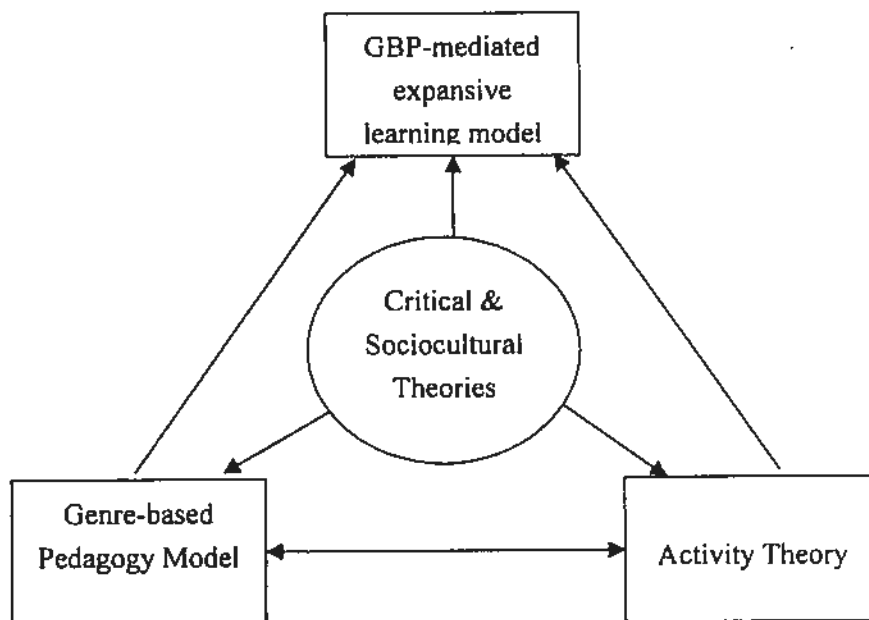 GBP-mediated
expansive
learning model
Critical &
Sociocultural
Theories
Genre-based
Pedagogy Model
Activity Theory